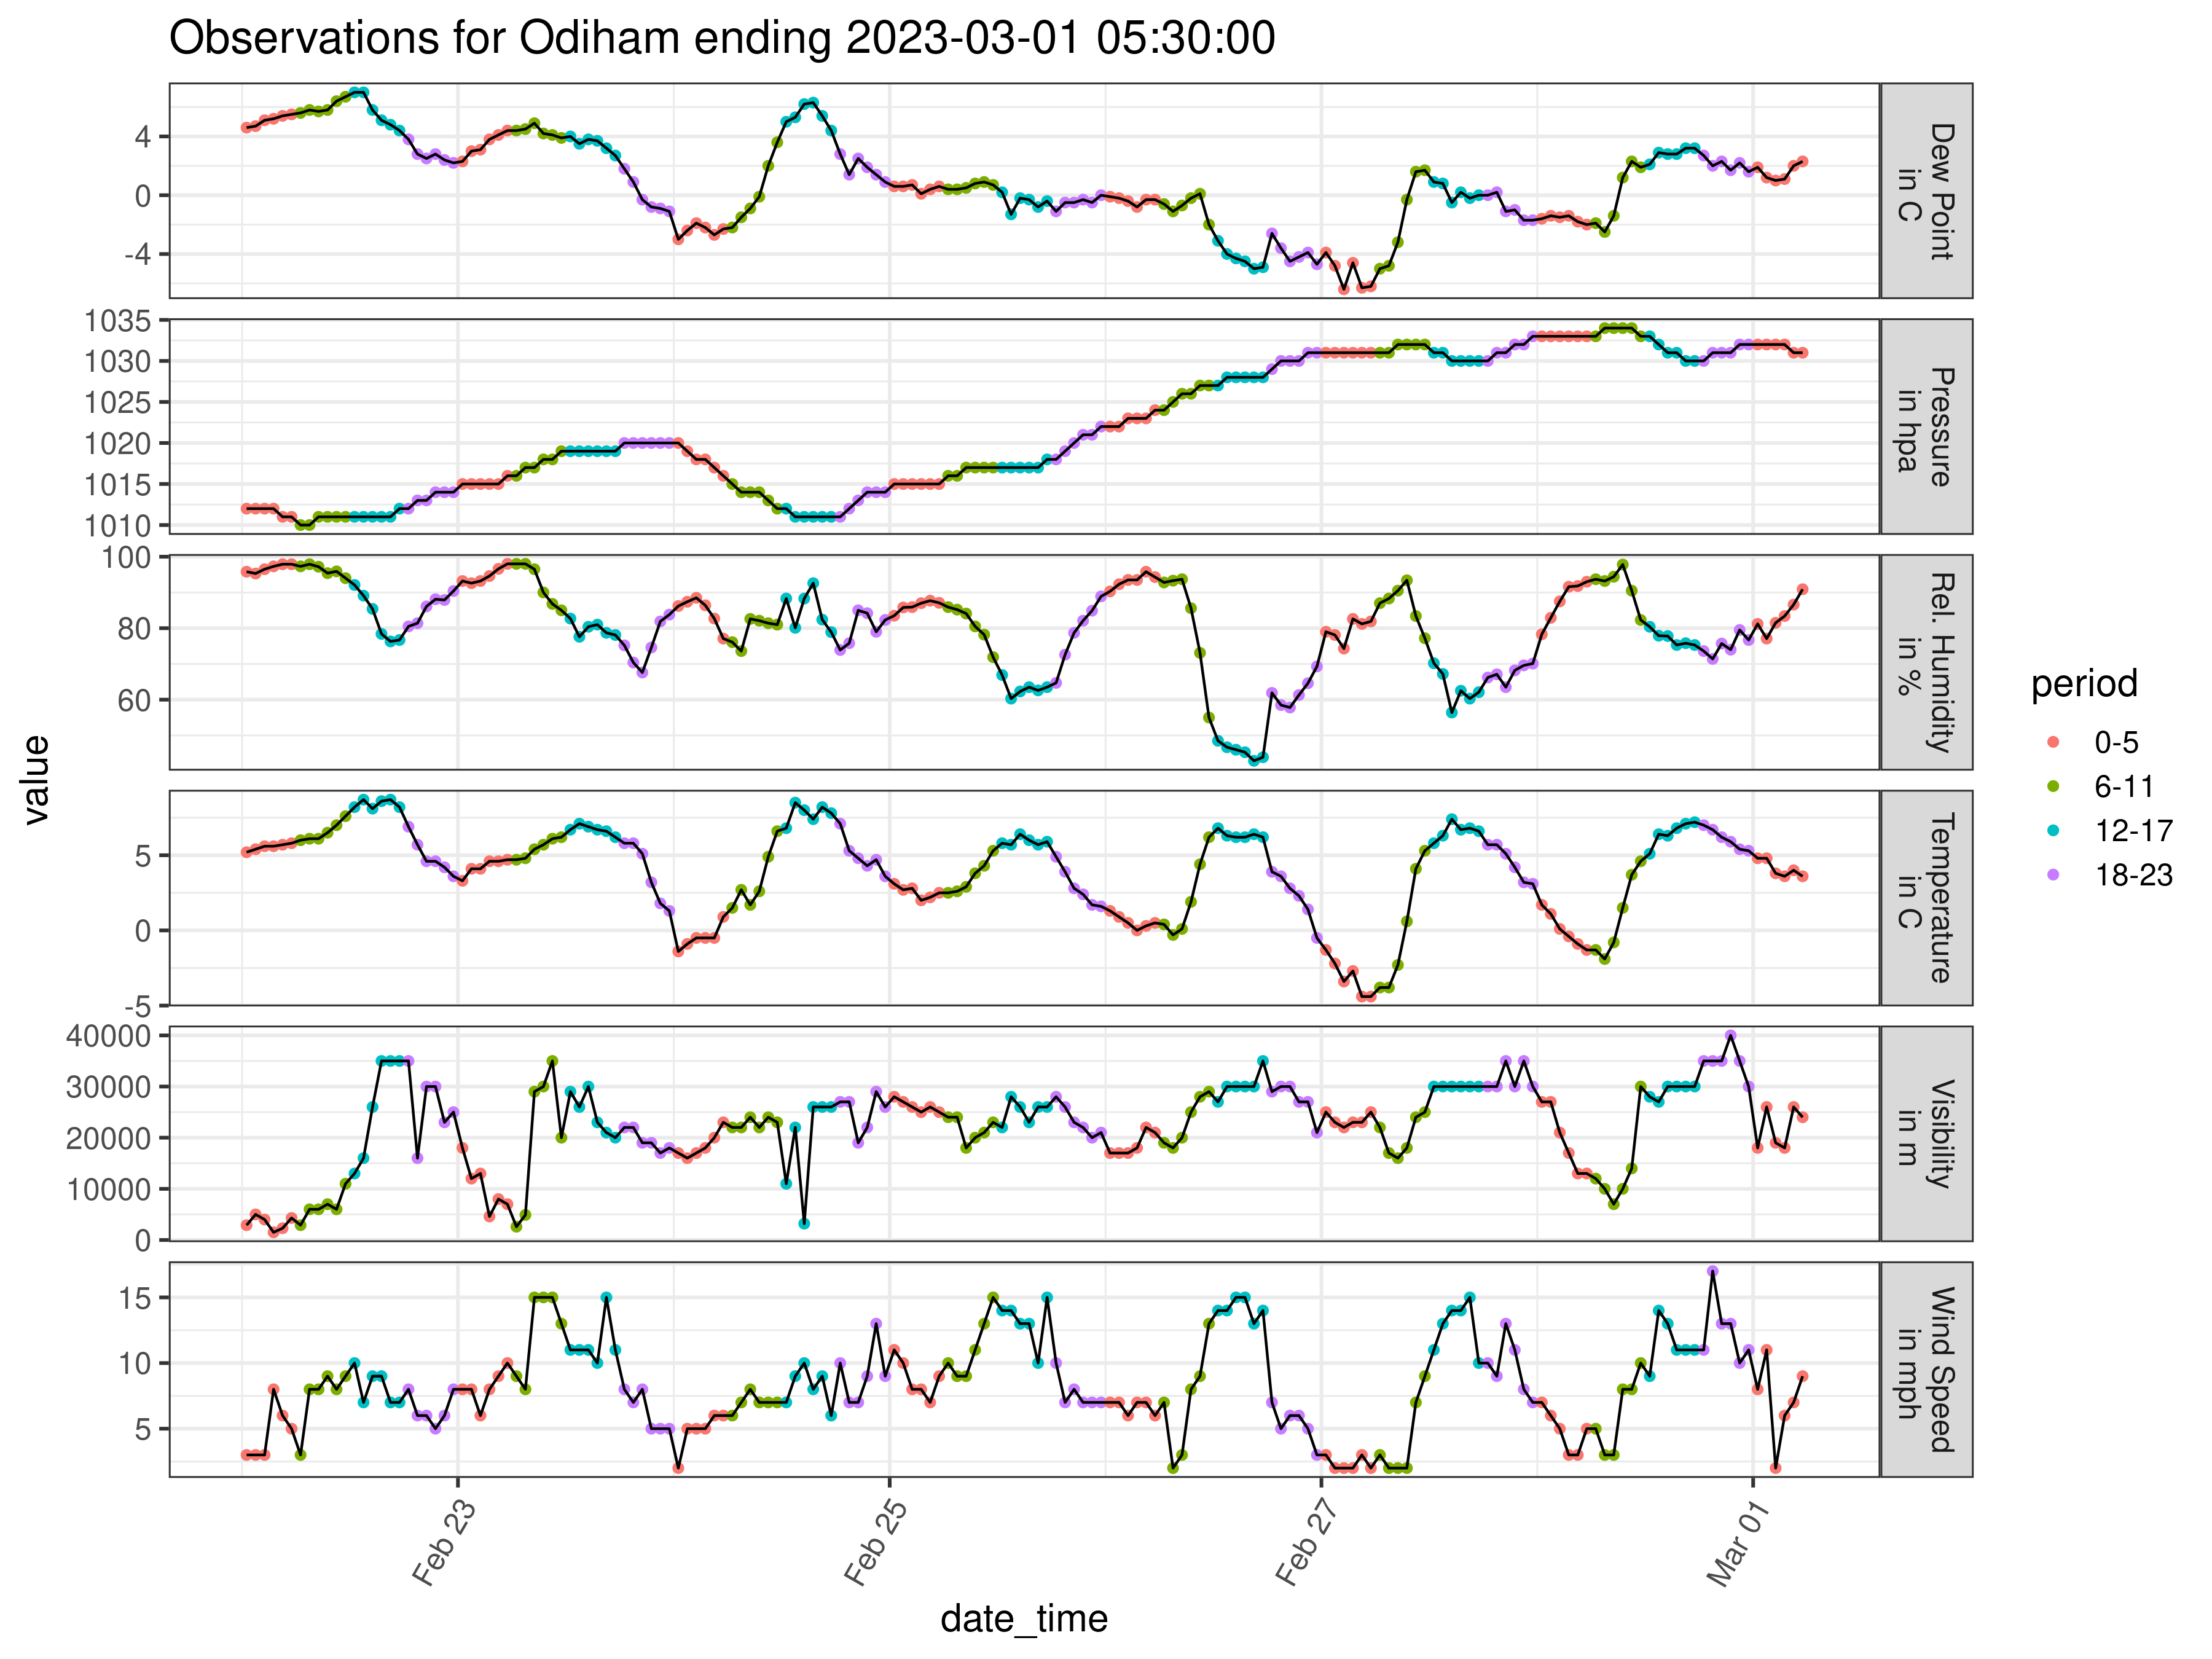 Observations for Odiham ending 2023-03-01 05:30:00
4
0
-4
Dew Point
in C
1035
1030
1025
1020
1015
1010
Pressure
in hpa
100
80
60
Rel. Humidity
in %
5
0
-5
Temperature
in C
40000
30000
20000
10000
0
Visibility
in m
15
10
5
Wind Speed
in mph
value
Feb 23
Feb 25
Feb 27
Mar 01
date_time
period
0-5
6-11
12-17
18-23